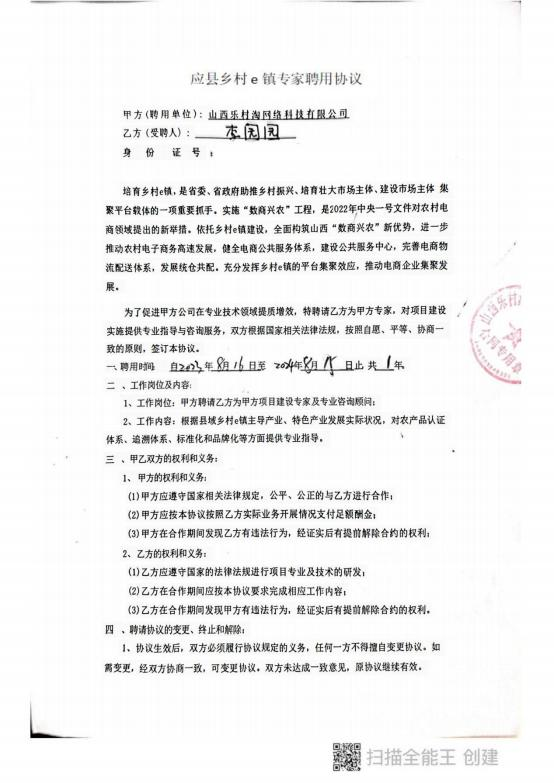 应县乡村e镇专家聘用协议
甲方(聘用单位)：山西乐村淘网络科技有限公司
乙方(受聘人)：李园园
身 份 证号：
培育乡村e镇，是省委、省政府助推乡村振兴、培育壮大市场主体、建设市场主体 集
聚平台载体的一项重要抓手。实施“数商兴农”工程，是2022年中央一号文件对农村电
商领域提出的新举措。依托乡村e镇建设，全面构筑山西“数商兴农”新优势，进一步
推动农村电子商务高速发展，健全电商公共服务体系，建设公共服务中心，完善电商物
流配送体系，发展统仓共配。充分发挥乡村e镇的平台集聚效应，推动电商企业集聚发
展。
为了促进甲方公司在专业技术领域提质增效，特聘请乙方为甲方专家，对项目建设
实施提供专业指导与咨询服务，双方根据国家相关法律法规，按照自愿、平等、协商一
致的原则，签订本协议。
一、聘用时间 自2023年8月16日至 2024年8月15日止 共1年
二 、工作岗位及内容：
1、工作岗位：甲方聘请乙方为甲方项目建设专家及专业咨询顾问；
2、工作内容：根据县域乡村e镇主导产业、特色产业发展实际状况，对农产品认证
体系、追溯体系、标准化和品牌化等方面提供专业指导。
三 、甲乙双方的权利和义务：
1、 甲方的权利和义务：
(1)甲方应遵守国家相关法律规定，公平、公正的与乙方进行合作；
(2)甲方应按本协议按照乙方实际业务开展情况支付足额酬金；
(3)甲方在合作期间发现乙方有违法行为，经证实后有提前解除合约的权利；
2、乙方的权利和义务：
(1)乙方应遵守国家的法律法规进行项目专业及技术的研发；
(2)乙方在合作期间应按本协议要求完成相应工作内容；
(3)乙方在合作期间发现甲方有违法行为，经证实后有提前解除合约的权利。
四 、聘请协议的变更、终止和解除：
1、协议生效后，双方必须履行协议规定的义务，任何一方不得擅自变更协议。如
需变更，经双方协商一致，可变更协议。双方未达成一致意见，原协议继续有效。
山西乐村
扫描全能王 创建